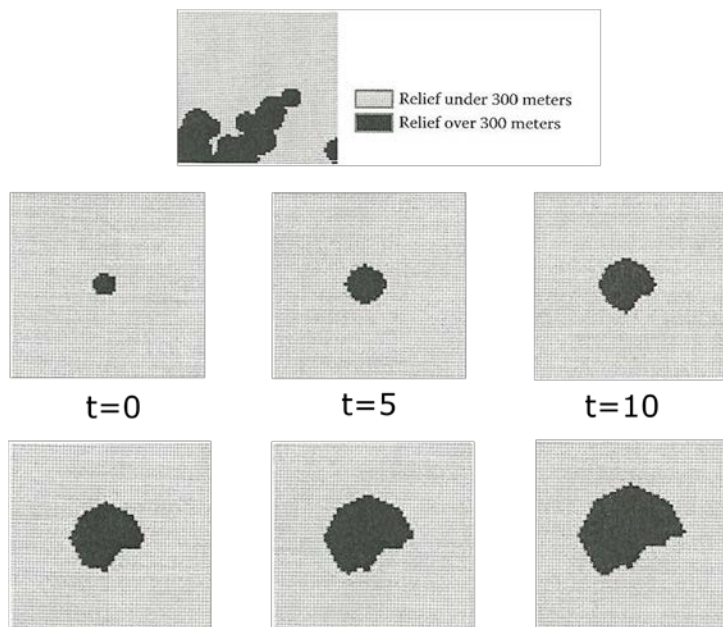 Relief under 300 meters
Relief over 300 meters
t=0
t=5
t=10